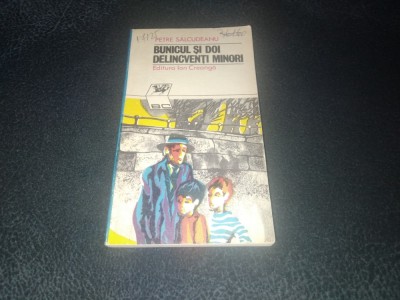 PETRE SĂLCUDEANU
BUNICUL ȘI DOI
DELINCVENȚI MINORI
Editura Ion Creangă